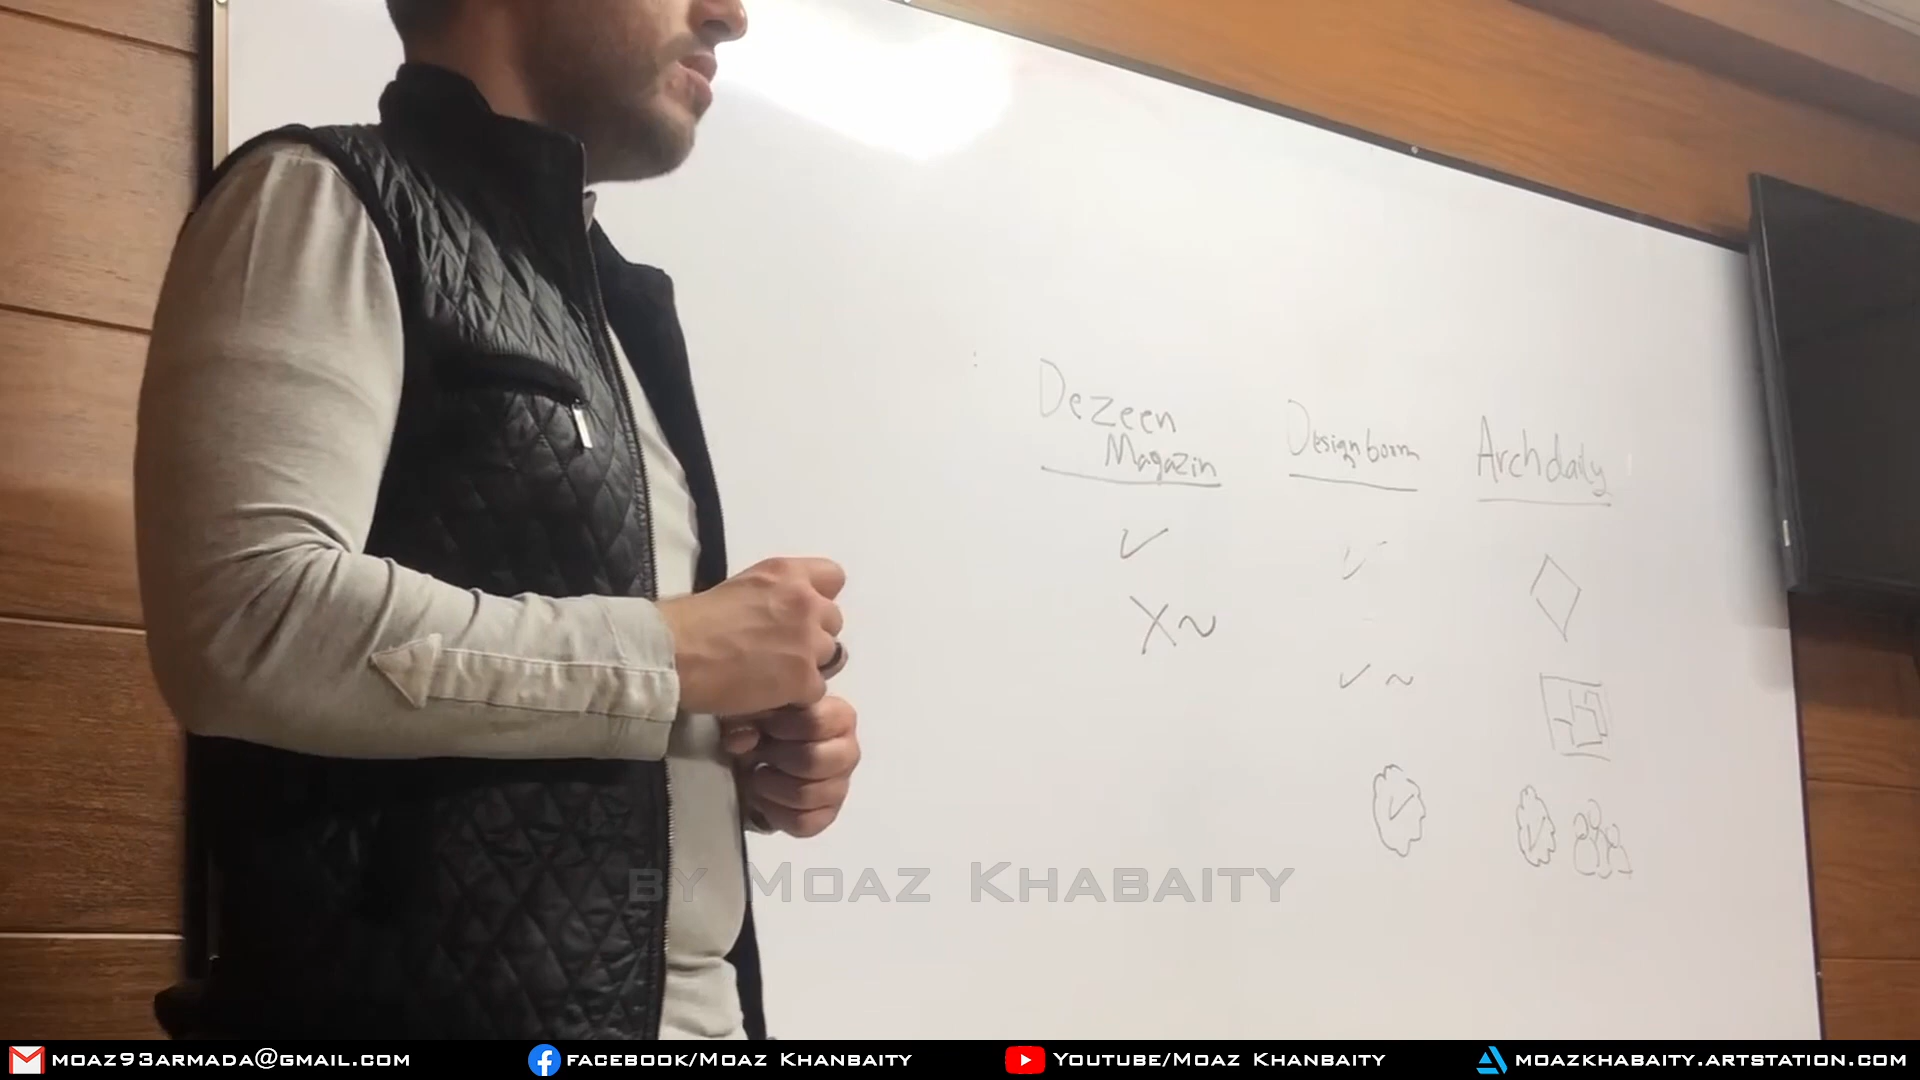 Dezeen
Magazin
Designboom
Archdaily
by Moaz Khabaity
moaz93armada@gmail.com
facebook/Moaz Khanbaity
Youtube/Moaz Khanbaity
moazkhabaity.artstation.com